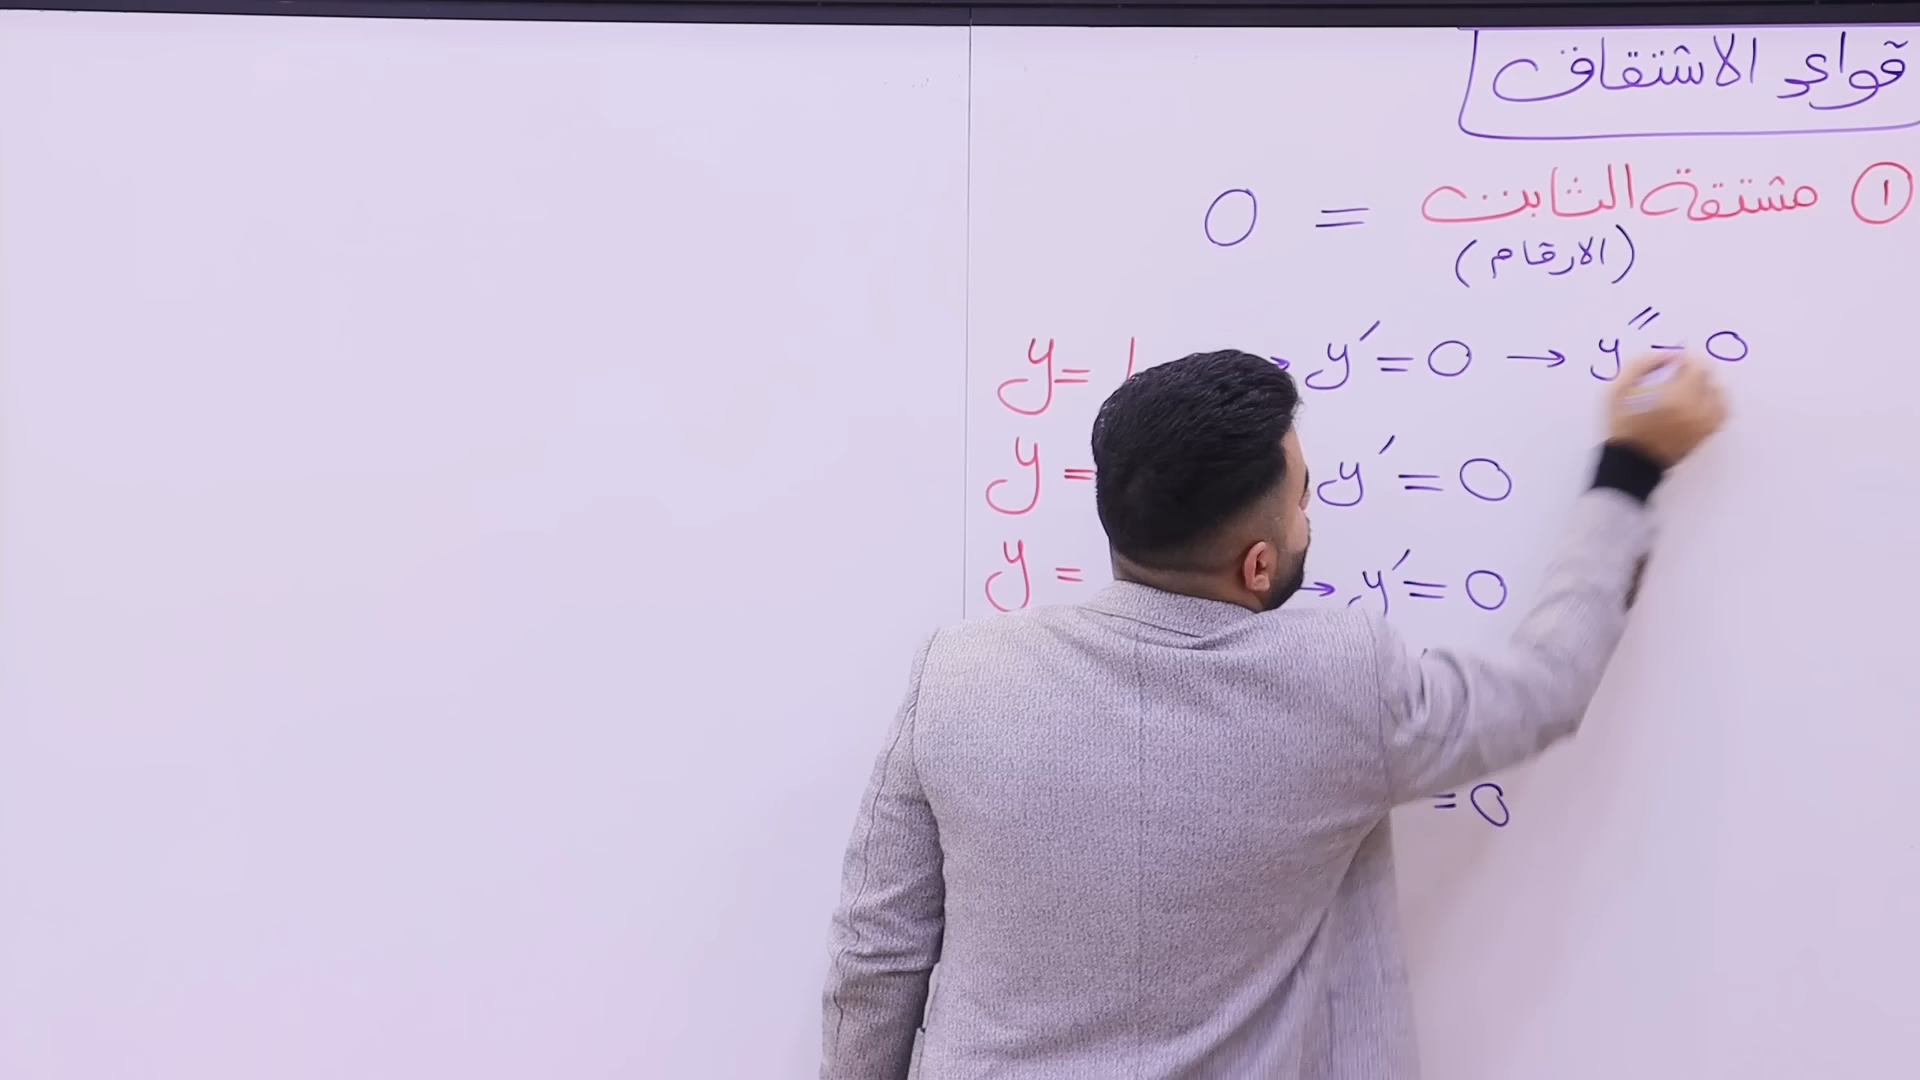 قواعد الاشتقاق
① مشتقة الثابت = 0
(الارقام)
y = → y′ = 0 → y″ = 0
y = y′ = 0
y = → y′ = 0
= 0